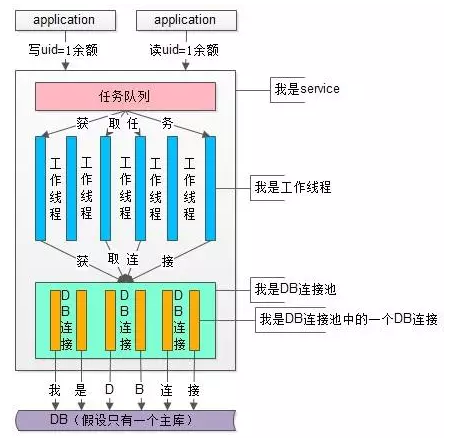 application
application
写uid=1余额
读uid=1余额
任务队列
我是service
获取任务
工作线程
工作线程
工作线程
工作线程
工作线程
我是工作线程
获取连接
我是DB连接池
DB连接
DB连接
DB连接
我是DB连接池中的一个DB连接
我是DB连接
DB（假设只有一个主库）